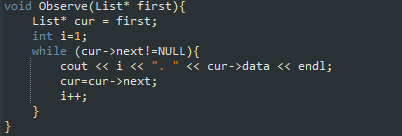 void Observe(List* first){
    List* cur = first;
    int i=1;
    while (cur->next!=NULL){
        cout << i << ". " << cur->data << endl;
        cur=cur->next;
        i++;
    }
}